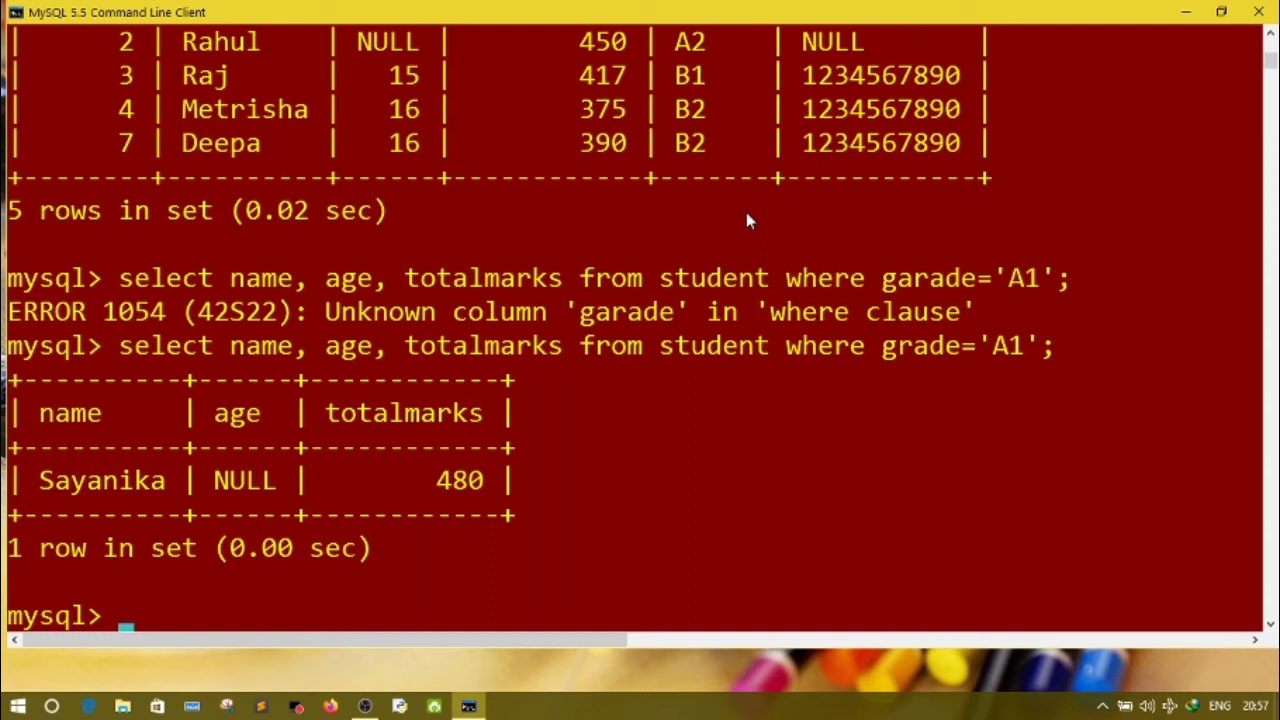 MySQL 5.5 Command Line Client
| 2 | Rahul | NULL | 450 | A2 | NULL |
| 3 | Raj | 15 | 417 | B1 | 1234567890 |
| 4 | Metrisha | 16 | 375 | B2 | 1234567890 |
| 7 | Deepa | 16 | 390 | B2 | 1234567890 |
+---------+----------+------+------------+-------+------------+
5 rows in set (0.02 sec)
mysql> select name, age, totalmarks from student where garade='A1';
ERROR 1054 (42S22): Unknown column 'garade' in 'where clause'
mysql> select name, age, totalmarks from student where grade='A1';
+----------+------+------------+
| name | age | totalmarks |
+----------+------+------------+
| Sayanika | NULL | 480 |
+----------+------+------------+
1 row in set (0.00 sec)
mysql>
ENG 20:57